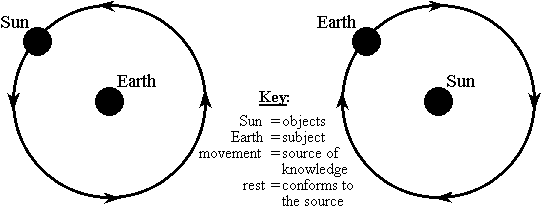 Sun
Earth
Earth
Sun
Key:
Sun = objects
Earth = subject
movement = source of
knowledge
rest = conforms to
the source